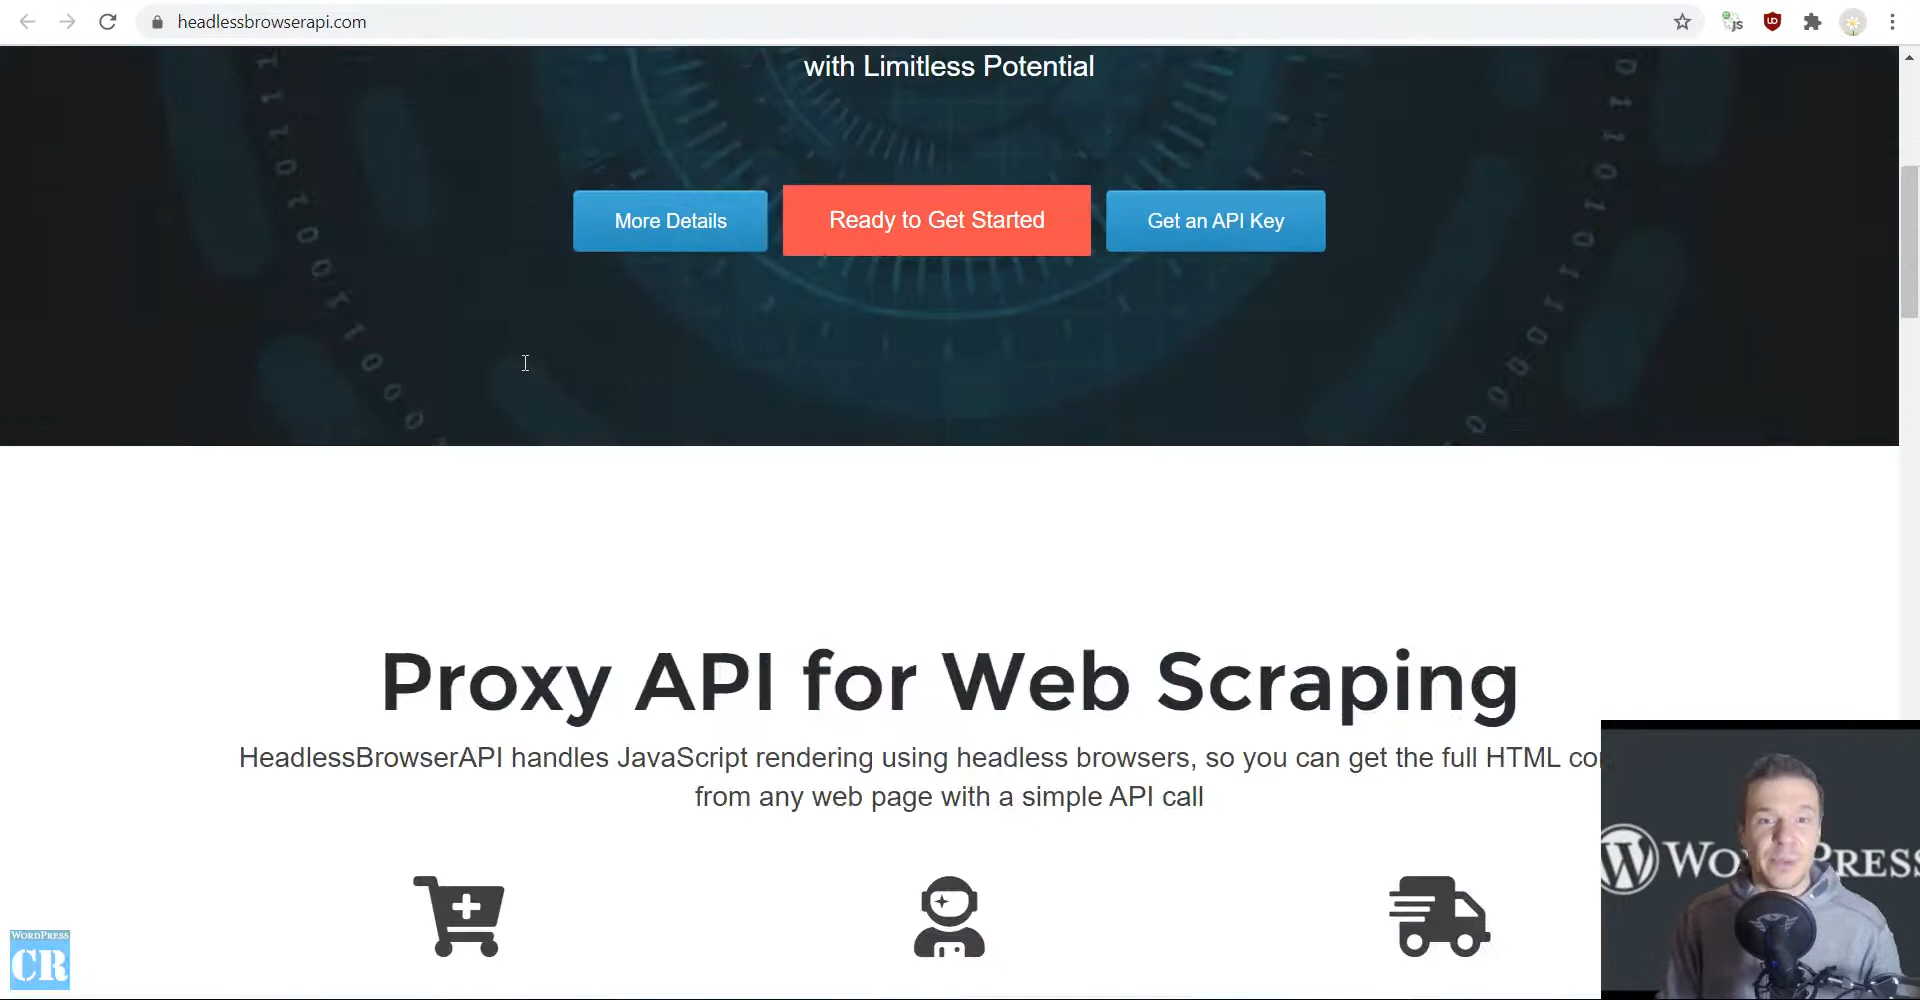 headlessbrowserapi.com
JS
with Limitless Potential
More Details
Ready to Get Started
Get an API Key
Proxy API for Web Scraping
HeadlessBrowserAPI handles JavaScript rendering using headless browsers, so you can get the full HTML co
from any web page with a simple API call
WORDPRESS
WORDPRESS
CR